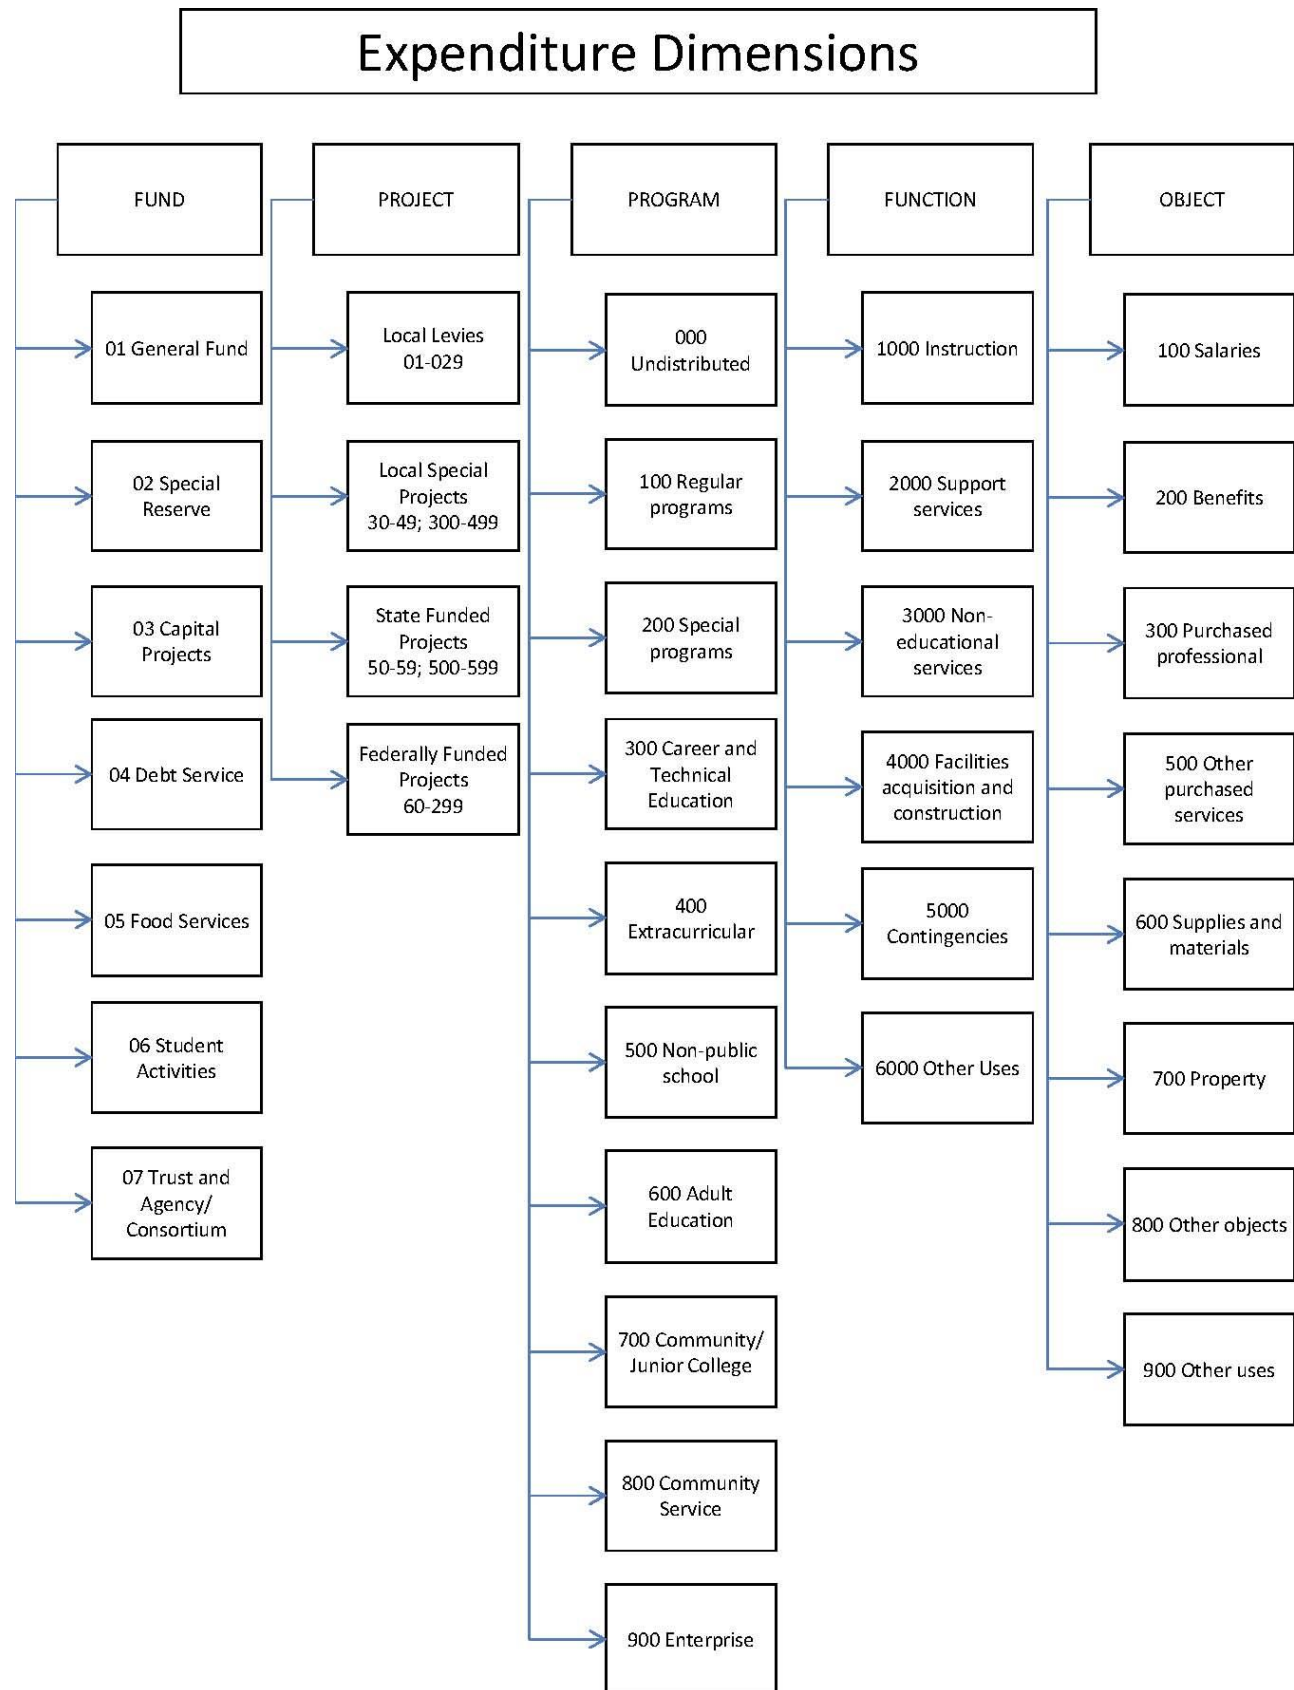 Expenditure Dimensions
FUND
01 General Fund
02 Special
Reserve
03 Capital
Projects
04 Debt Service
05 Food Services
06 Student
Activities
07 Trust and
Agency/
Consortium
PROJECT
Local Levies
01-029
Local Special
Projects
30-49; 300-499
State Funded
Projects
50-59; 500-599
Federally Funded
Projects
60-299
PROGRAM
000
Undistributed
100 Regular
programs
200 Special
programs
300 Career and
Technical
Education
400
Extracurricular
500 Non-public
school
600 Adult
Education
700 Community/
Junior College
800 Community
Service
900 Enterprise
FUNCTION
1000 Instruction
2000 Support
services
3000 Non-
educational
services
4000 Facilities
acquisition and
construction
5000
Contingencies
6000 Other Uses
OBJECT
100 Salaries
200 Benefits
300 Purchased
professional
500 Other
purchased
services
600 Supplies and
materials
700 Property
800 Other objects
900 Other uses